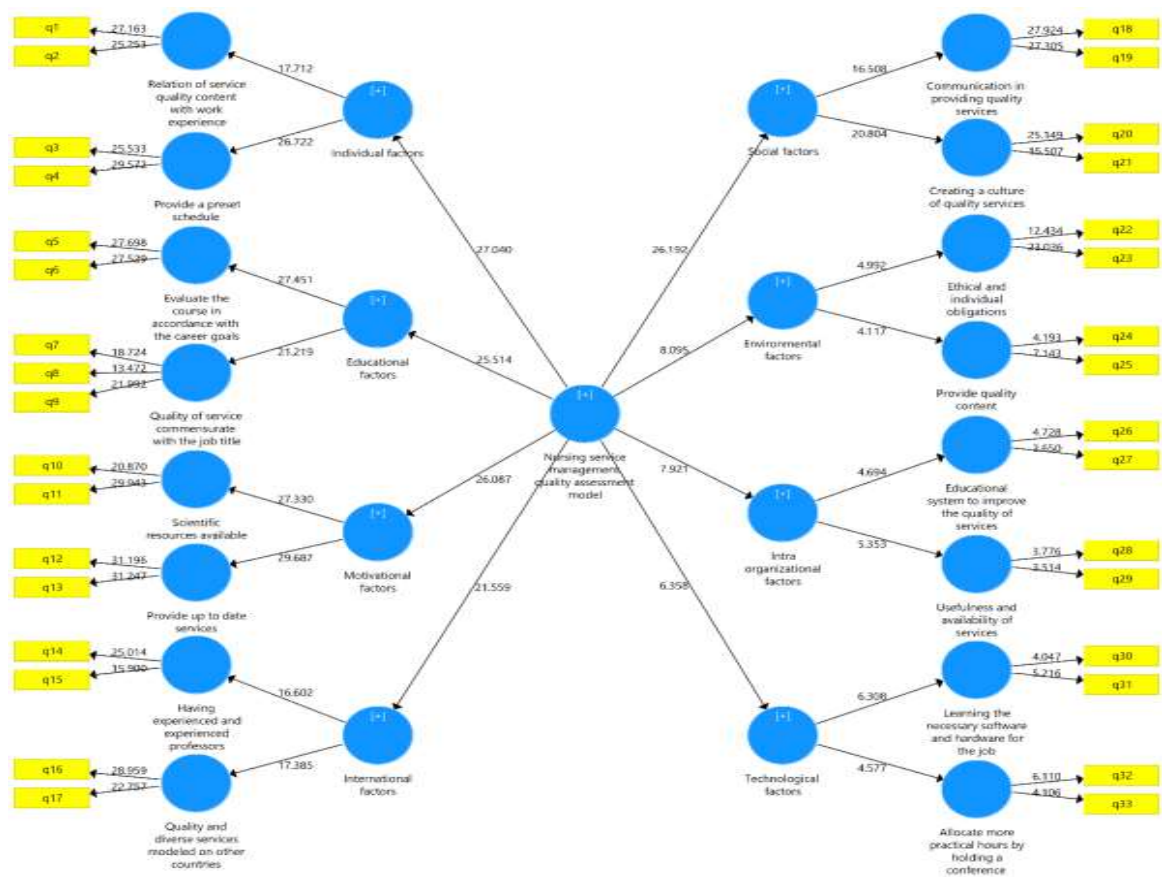 q1
27.163
q2
25.253
Relation of service
quality content
with work
experience
17.712
q3
25.533
q4
29.573
Provide a preset
schedule
26.722
[+]
Individual factors
27.040
q5
27.698
q6
27.529
Evaluate the
course in
accordance with
the career goals
27.451
q7
18.724
q8
13.472
q9
21.992
Quality of service
commensurate
with the job title
21.219
[+]
Educational
factors
25.514
q10
20.870
q11
29.943
Scientific
resources available
27.330
q12
31.195
q13
31.247
Provide up to date
services
29.687
[+]
Motivational
factors
26.087
q14
25.014
q15
15.900
Having
experienced and
experienced
professors
16.602
q16
28.959
q17
22.757
Quality and
diverse services
modeled on other
countries
17.385
[+]
International
factors
21.559
[+]
Nursing service
management
quality assessment
model
26.192
[+]
Social factors
16.508
27.924
q18
27.305
q19
Communication in
providing quality
services
20.804
25.349
q20
15.507
q21
Creating a culture
of quality services
8.095
[+]
Environmental
factors
4.992
12.434
q22
23.036
q23
Ethical and
individual
obligations
4.117
4.193
q24
7.143
q25
Provide quality
content
7.921
[+]
Intra
organizational
factors
4.694
4.728
q26
3.650
q27
Educational
system to improve
the quality of
services
5.353
3.776
q28
3.514
q29
Usefulness and
availability of
services
6.358
[+]
Technological
factors
6.308
4.047
q30
5.216
q31
Learning the
necessary software
and hardware for
the job
4.577
6.110
q32
4.106
q33
Allocate more
practical hours by
holding a
conference